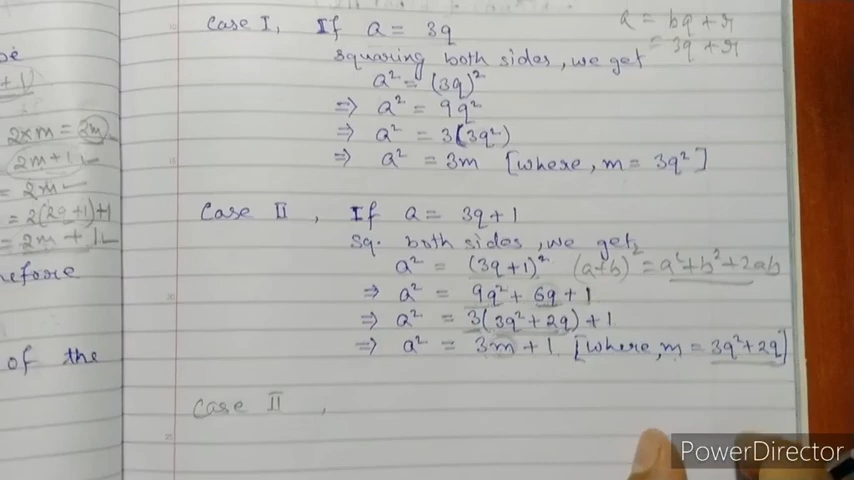 +1)
2xm = 2m
2m+1
= 2m
= 2(2q+1)+1
= 2m + 1
refore
of the
Case I, If a = 3q
a = bq + r
= 3q + r
squaring both sides, we get
a² = (3q)²
⇒ a² = 9q²
⇒ a² = 3(3q²)
⇒ a² = 3m [where, m = 3q²]
Case II, If a = 3q+1
sq. both sides, we get,
a² = (3q+1)² (a+b)² = a²+b²+2ab
⇒ a² = 9q² + 6q + 1
⇒ a² = 3(3q² + 2q) + 1
⇒ a² = 3m + 1 [where, m = 3q²+2q]
Case II ,
PowerDirector